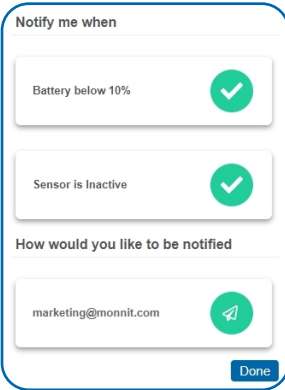 Notify me when
Battery below 10%
Sensor is Inactive
How would you like to be notified
marketing@monnit.com
Done